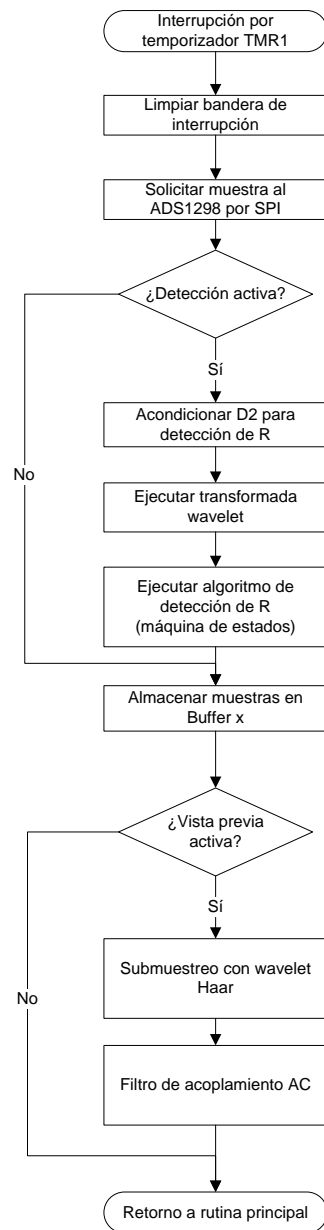 Interrupción por
temporizador TMR1
Limpiar bandera de
interrupción
Solicitar muestra al
ADS1298 por SPI
¿Detección activa?
Sí
Acondicionar D2 para
detección de R
No
Ejecutar transformada
wavelet
Ejecutar algoritmo de
detección de R
(máquina de estados)
Almacenar muestras en
Buffer x
¿Vista previa
activa?
Sí
Submuestreo con wavelet
Haar
No
Filtro de acoplamiento AC
Retorno a rutina principal